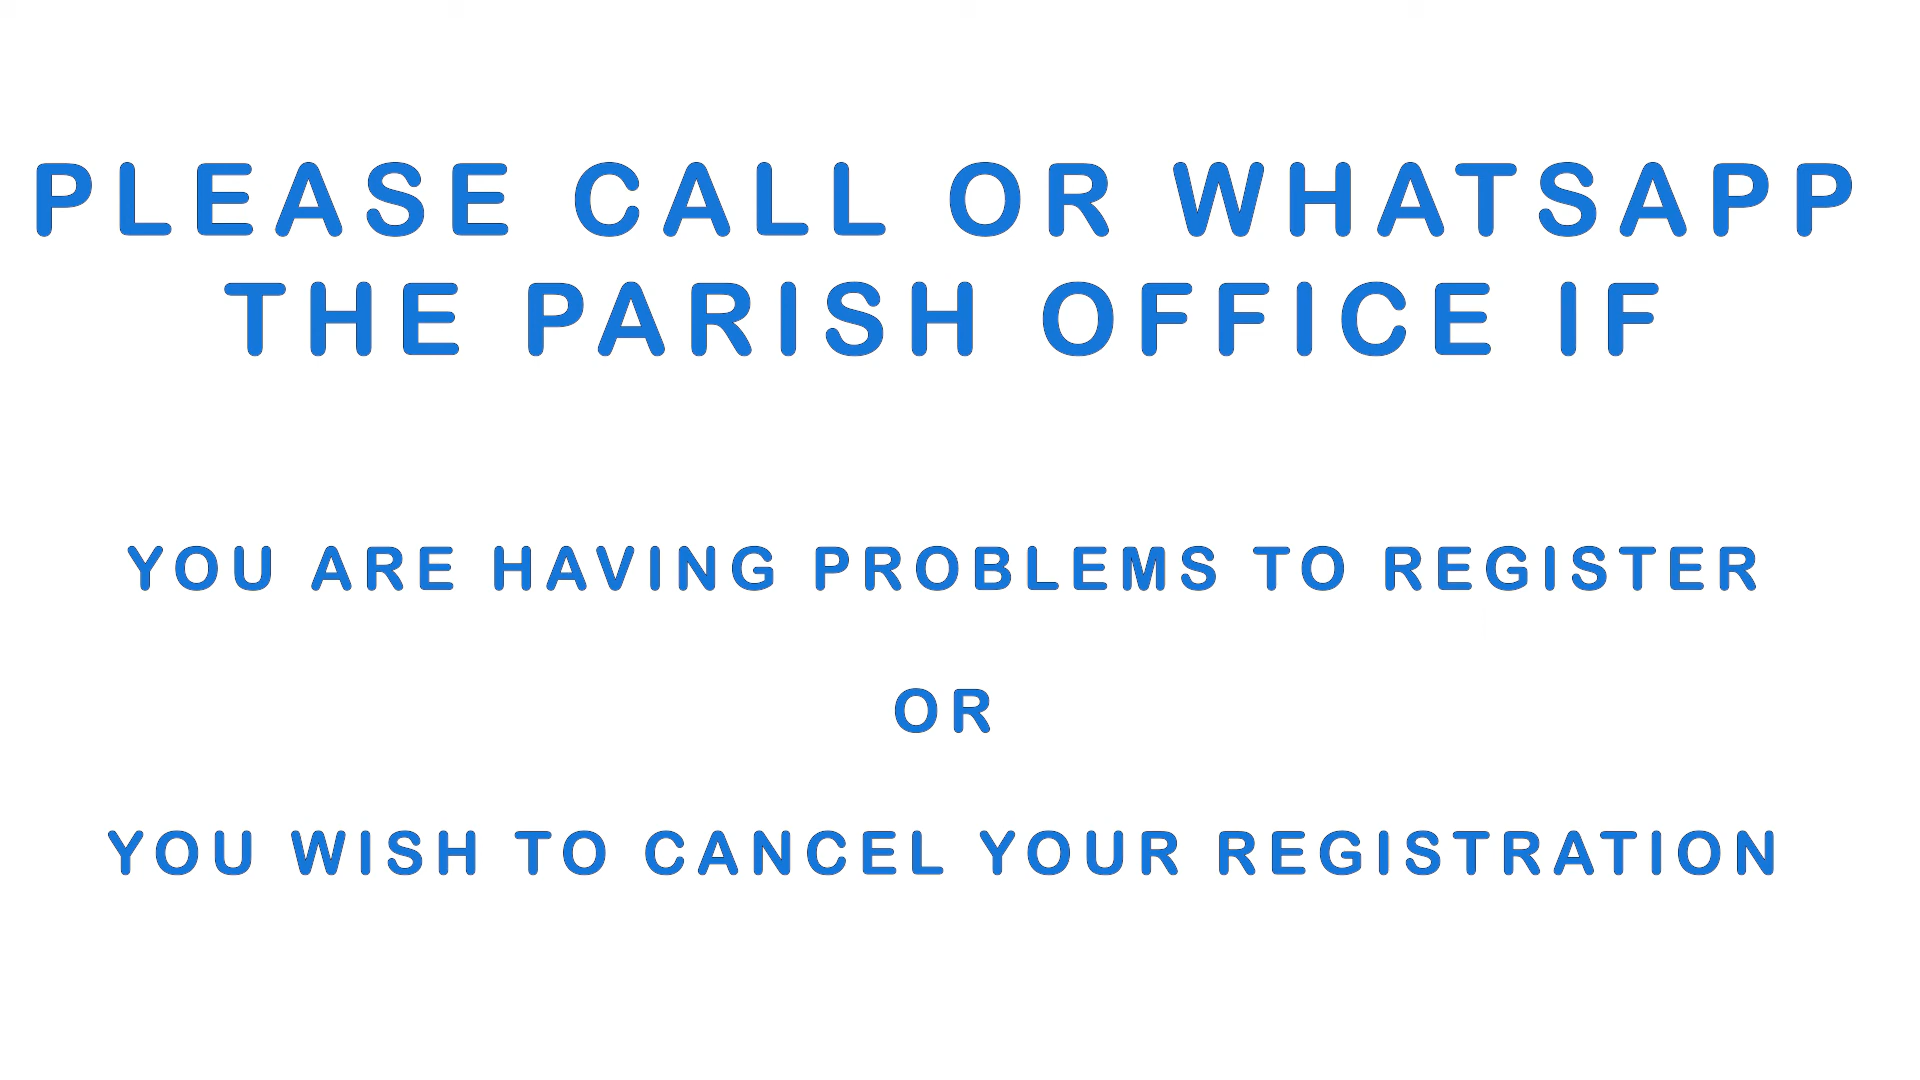 PLEASE CALL OR WHATSAPP
THE PARISH OFFICE IF
YOU ARE HAVING PROBLEMS TO REGISTER
OR
YOU WISH TO CANCEL YOUR REGISTRATION